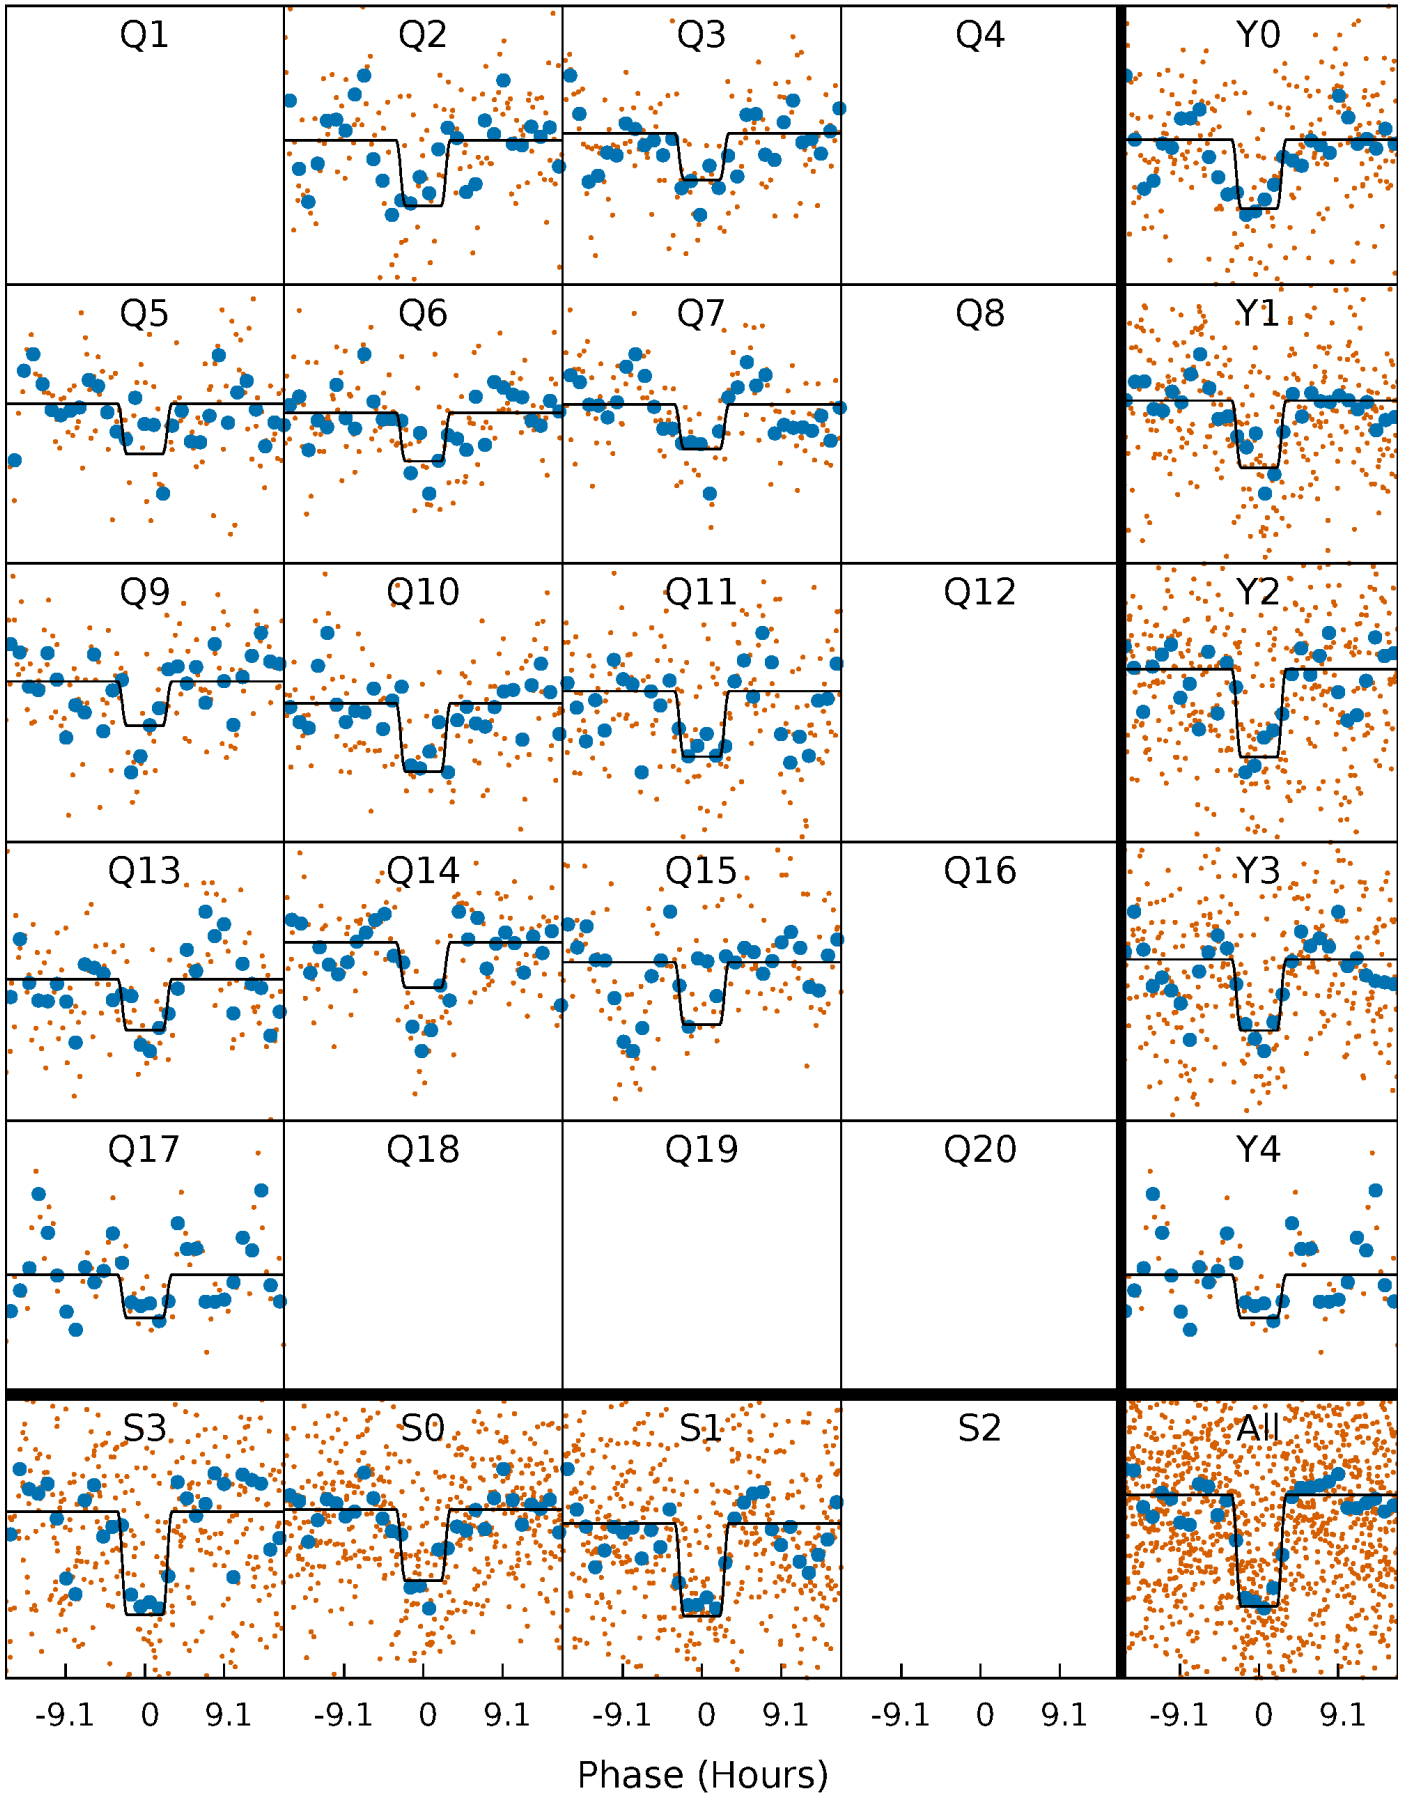 Q1 Q2 Q3 Q4 Y0
Q5 Q6 Q7 Q8 Y1
Q9 Q10 Q11 Q12 Y2
Q13 Q14 Q15 Q16 Y3
Q17 Q18 Q19 Q20 Y4
S3 S0 S1 S2 All
-9.1 0 9.1 -9.1 0 9.1 -9.1 0 9.1 -9.1 0 9.1 -9.1 0 9.1
Phase (Hours)